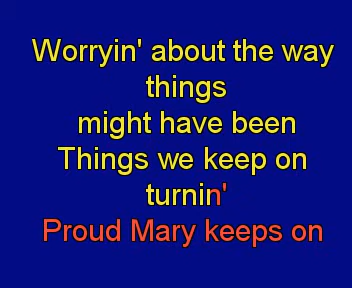 Worryin' about the way
things
might have been
Things we keep on
turnin'
Proud Mary keeps on